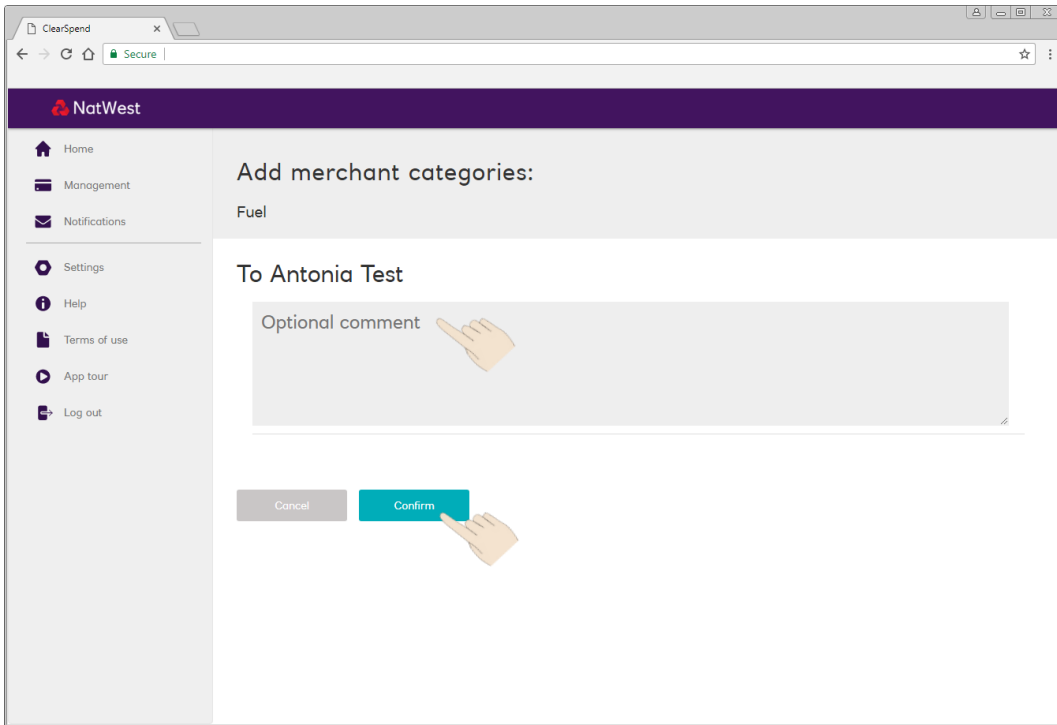 ClearSpend
Secure
NatWest
Home
Management
Notifications
Settings
Help
Terms of use
App tour
Log out
Add merchant categories:
Fuel
To Antonia Test
Optional comment
Cancel
Confirm